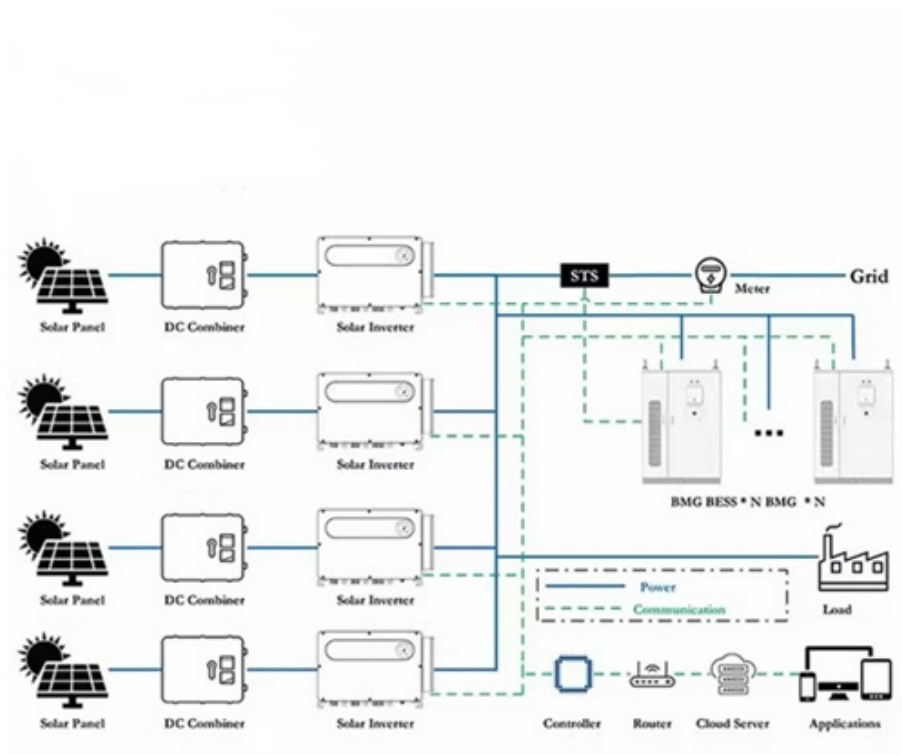 STS
Meter
Grid
Solar Panel
DC Combiner
Solar Inverter
Solar Panel
DC Combiner
Solar Inverter
BMG BESS * N BMG * N
Solar Panel
DC Combiner
Solar Inverter
Power
Communication
Load
Solar Panel
DC Combiner
Solar Inverter
Controller
Router
Cloud Server
Applications